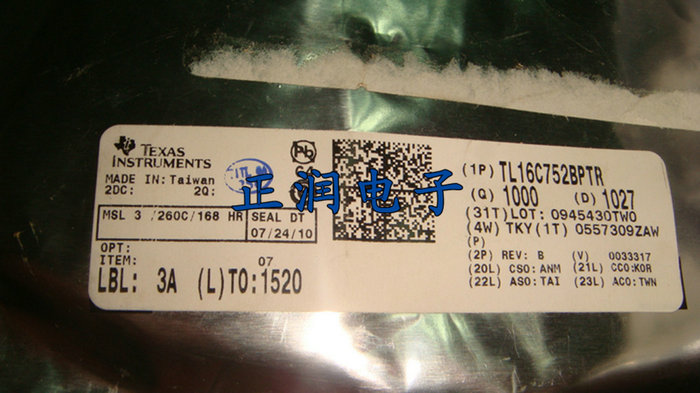 TEXAS
INSTRUMENTS
MADE IN: Taiwan
2DC: 2Q:
MSL 3 /260C/168 HR SEAL DT
07/24/10
OPT:
ITEM: 07
LBL: 3A (L)TO:1520
(1P) TL16C752BPTR
(Q) 1000 (D) 1027
(31T)LOT: 0945430TW0
(4W) TKY(1T) 0557309ZAW
(P)
(2P) REV: B (V) 0033317
(20L) CSO:ANM (21L) CCO:KOR
(22L) ASO:TAI (23L) ACO:TWN
正润电子